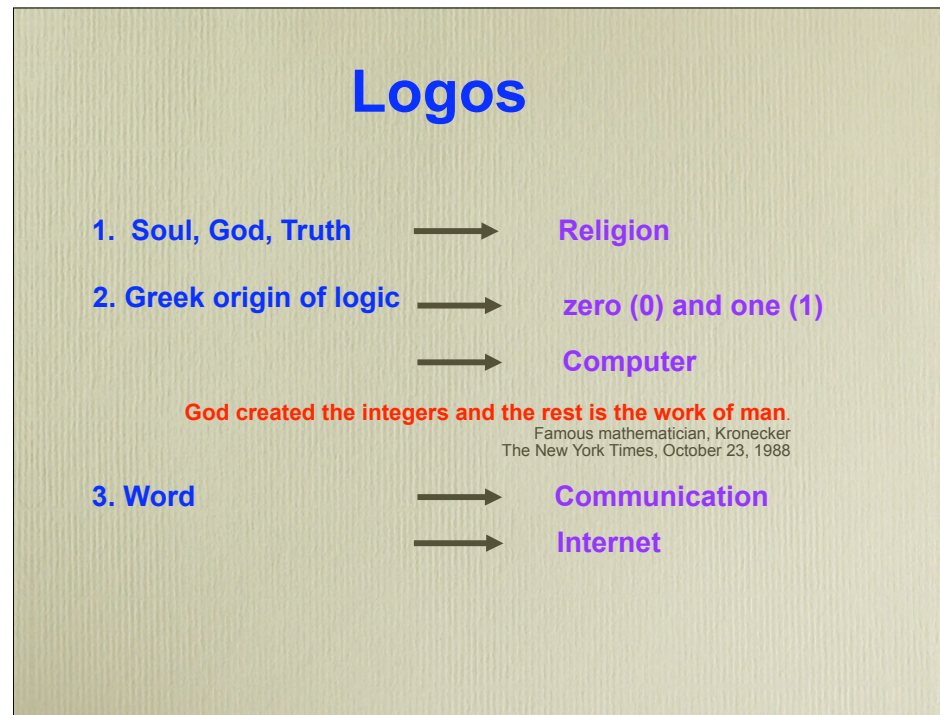 Logos
1. Soul, God, Truth Religion
2. Greek origin of logic zero (0) and one (1)
Computer
God created the integers and the rest is the work of man.
Famous mathematician, Kronecker
The New York Times, October 23, 1988
3. Word Communication
Internet